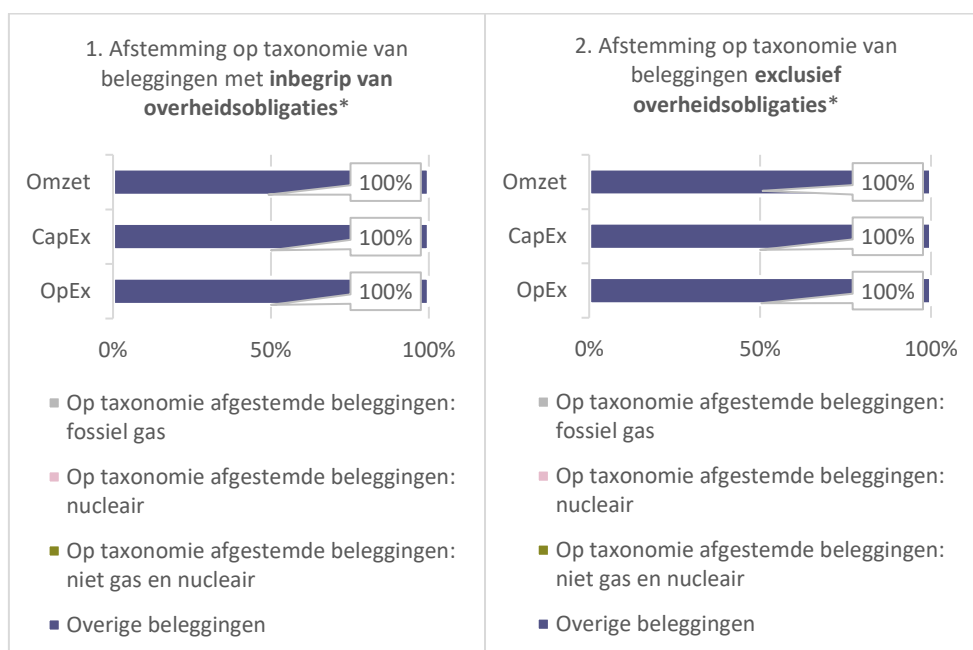 1. Afstemming op taxonomie van
beleggingen met inbegrip van
overheidsobligaties*
Omzet
100%
CapEx
100%
OpEx
100%
0%
50%
100%
Op taxonomie afgestemde beleggingen:
fossiel gas
Op taxonomie afgestemde beleggingen:
nucleair
Op taxonomie afgestemde beleggingen:
niet gas en nucleair
Overige beleggingen
2. Afstemming op taxonomie van
beleggingen exclusief
overheidsobligaties*
Omzet
100%
CapEx
100%
OpEx
100%
0%
50%
100%
Op taxonomie afgestemde beleggingen:
fossiel gas
Op taxonomie afgestemde beleggingen:
nucleair
Op taxonomie afgestemde beleggingen:
niet gas en nucleair
Overige beleggingen